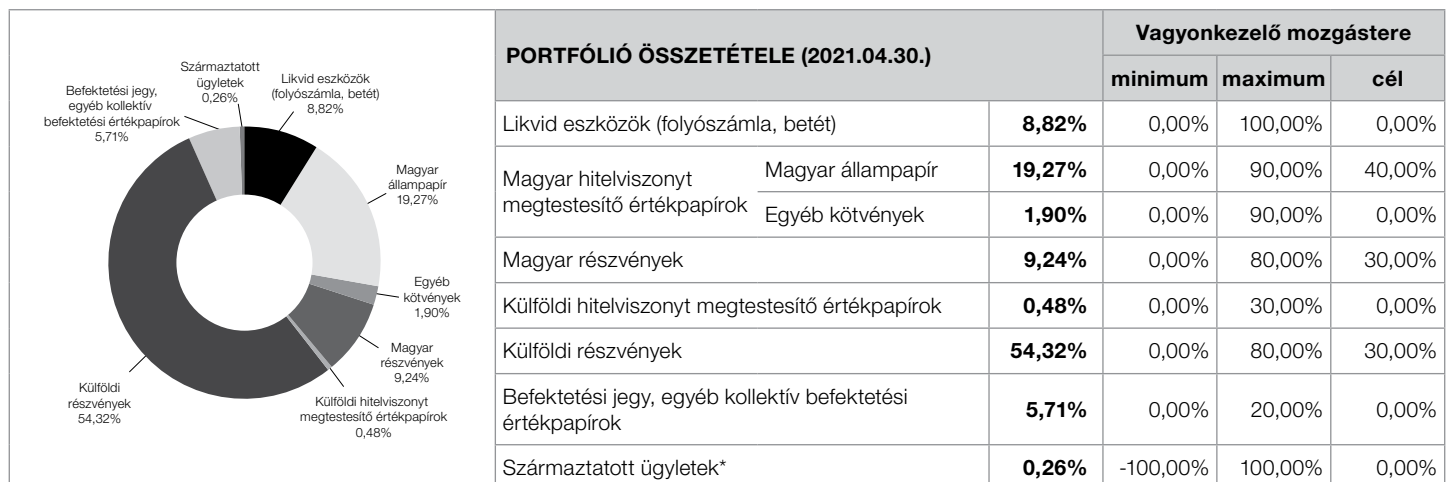 Származtatott
ügyletek
0,26%
Likvid eszközök
(folyószámla, betét)
8,82%
Befektetési jegy,
egyéb kollektív
befektetési értékpapírok
5,71%
Magyar
állampapír
19,27%
Egyéb
kötvények
1,90%
Magyar
részvények
9,24%
Külföldi hitelviszonyt
megtestesítő értékpapírok
0,48%
Külföldi
részvények
54,32%
PORTFÓLIÓ ÖSSZETÉTELE (2021.04.30.)
Vagyonkezelő mozgástere
minimum maximum cél
Likvid eszközök (folyószámla, betét) 8,82% 0,00% 100,00% 0,00%
Magyar hitelviszonyt
megtestesítő értékpapírok
Magyar állampapír 19,27% 0,00% 90,00% 40,00%
Egyéb kötvények 1,90% 0,00% 90,00% 0,00%
Magyar részvények 9,24% 0,00% 80,00% 30,00%
Külföldi hitelviszonyt megtestesítő értékpapírok 0,48% 0,00% 30,00% 0,00%
Külföldi részvények 54,32% 0,00% 80,00% 30,00%
Befektetési jegy, egyéb kollektív befektetési
értékpapírok 5,71% 0,00% 20,00% 0,00%
Származtatott ügyletek* 0,26% -100,00% 100,00% 0,00%